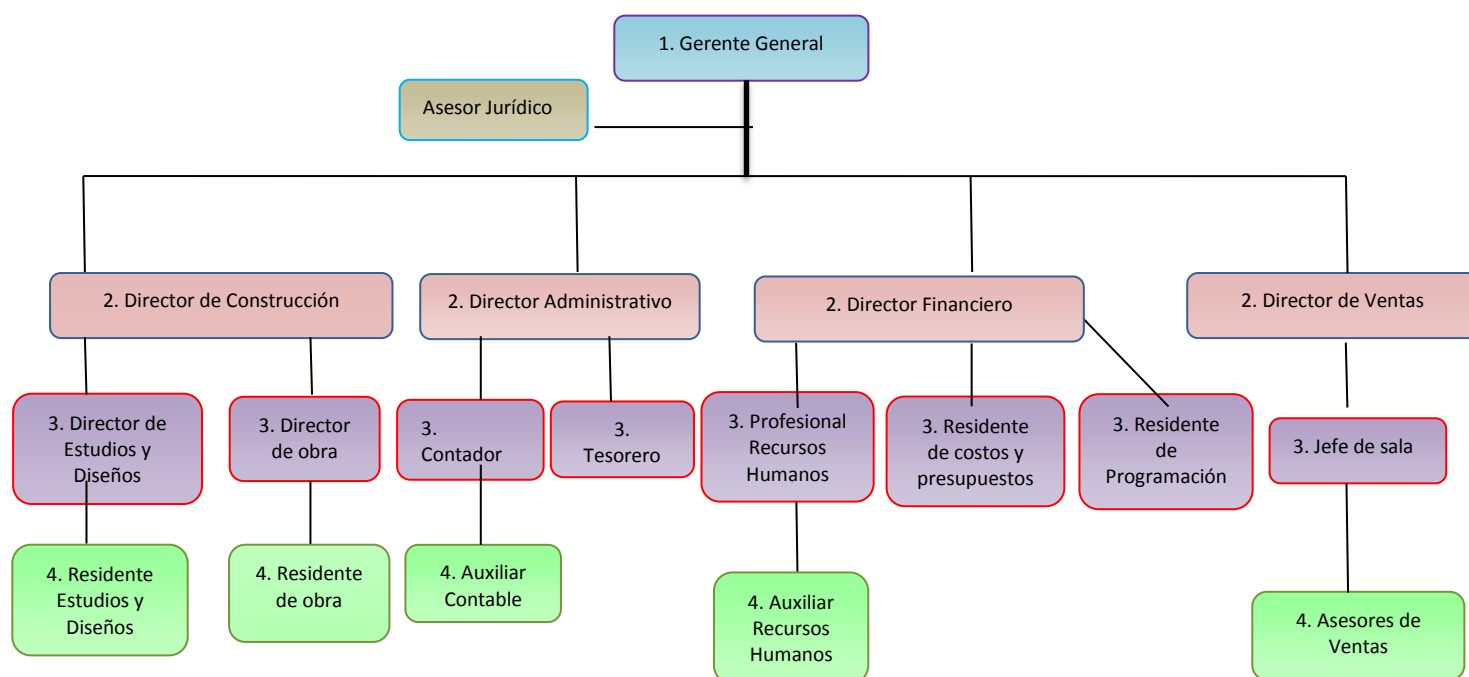 1. Gerente General
Asesor Jurídico
2. Director de Construcción
2. Director Administrativo
2. Director Financiero
2. Director de Ventas
3. Director de
Estudios y
Diseños
3. Director
de obra
3.
Contador
3.
Tesorero
3. Profesional
Recursos
Humanos
3. Residente
de costos y
presupuestos
3. Residente
de
Programación
3. Jefe de sala
4. Residente
Estudios y
Diseños
4. Residente
de obra
4. Auxiliar
Contable
4. Auxiliar
Recursos
Humanos
4. Asesores de
Ventas